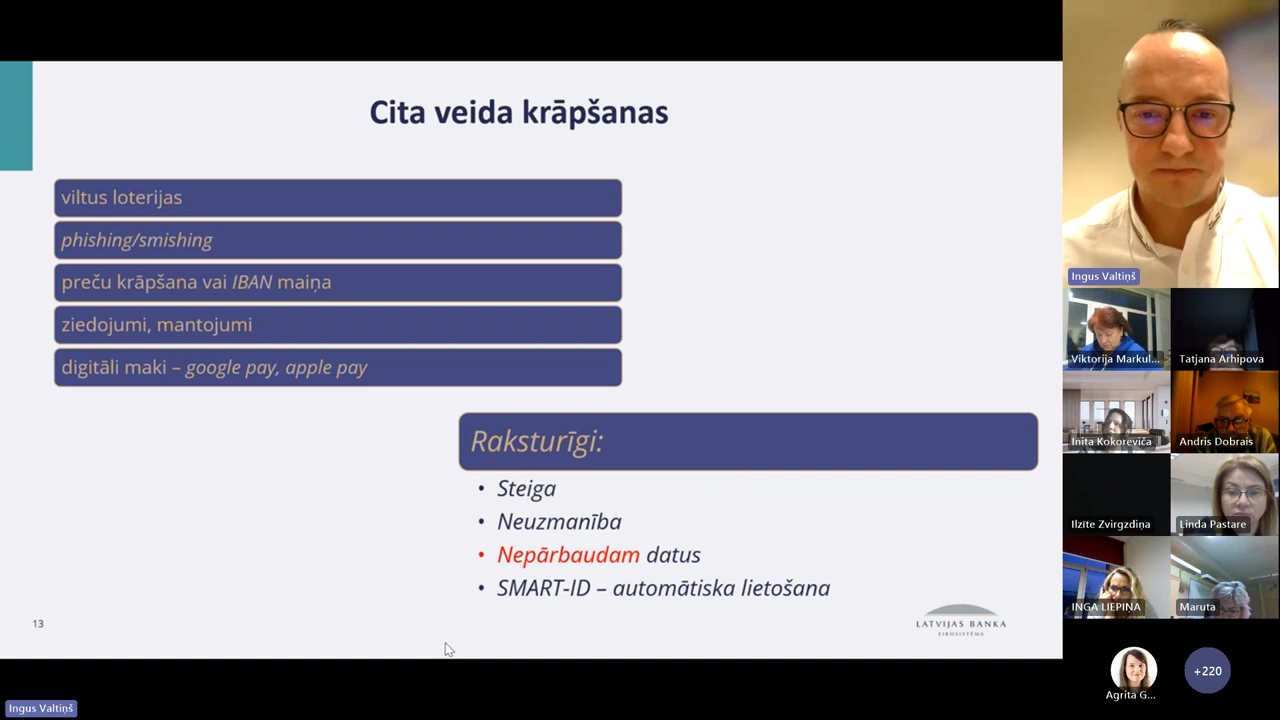 Cita veida krāpšanas
viltus loterijas
phishing/smishing
preču krāpšana vai IBAN maiņa
ziedojumi, mantojumi
digitāli maki – google pay, apple pay
Raksturīgi:
• Steiga
• Neuzmanība
• Nepārbaudam datus
• SMART-ID – automātiska lietošana
13
LATVIJAS BANKA
EIROSISTĒMA
Ingus Valtiņš
Viktorija Markul...
Tatjana Arhipova
Inita Kokoreviča
Andris Dobrais
Ilzīte Zvirgzdiņa
Linda Pastare
INGA LIEPIŅA
Maruta
Agrita G...
+220
Ingus Valtiņš